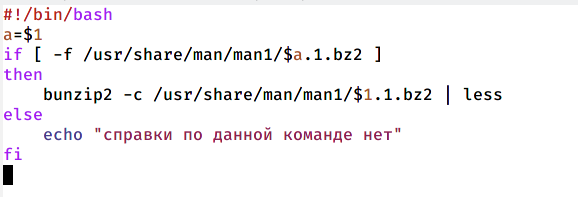 #!/bin/bash
a=$1
if [ -f /usr/share/man/man1/$a.1.bz2 ]
then
    bunzip2 -c /usr/share/man/man1/$1.1.bz2 | less
else
    echo "справки по данной команде нет"
fi